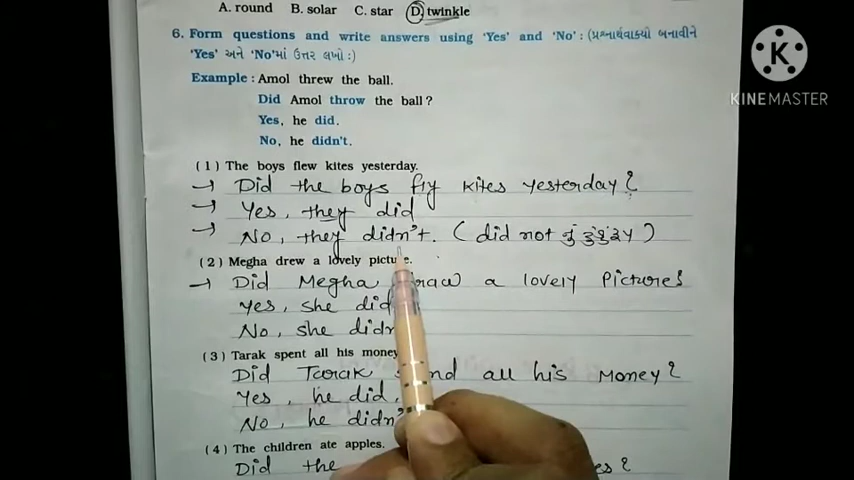 A. round B. solar C. star D. twinkle
6. Form questions and write answers using 'Yes' and 'No' : (પ્રશ્નાર્થવાક્યો બનાવીને
'Yes' અને 'No'માં ઉત્તર લખો :)
Example : Amol threw the ball.
Did Amol throw the ball?
Yes, he did.
No, he didn't.
(1) The boys flew kites yesterday.
→ Did the boys fly kites yesterday?
→ Yes, they did
→ No, they didn't. (did not નું ટુંકુંરૂપ)
(2) Megha drew a lovely picture.
→ Did Megha raw a lovely Picture?
Yes, she did
No, she didn
(3) Tarak spent all his money
Did Tarak nd all his money?
Yes, he did.
No, he didn'
(4) The children ate apples.
Did the es?
K
KINEMASTER